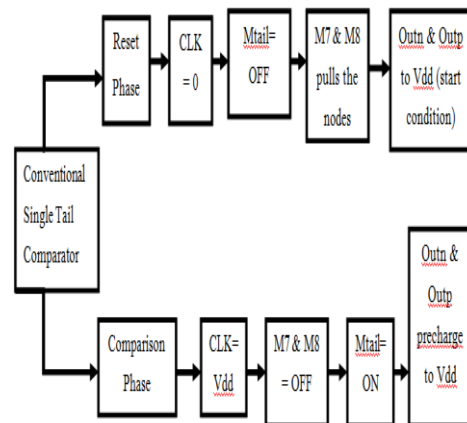 Reset
Phase
CLK
= 0
Mtail=
OFF
M7 & M8
pulls the
nodes
Outn & Outp
to Vdd (start
condition)
Conventional
Single Tail
Comparator
Comparison
Phase
CLK=
Vdd
M7 & M8
= OFF
Mtail=
ON
Outn &
Outp
precharge
to Vdd